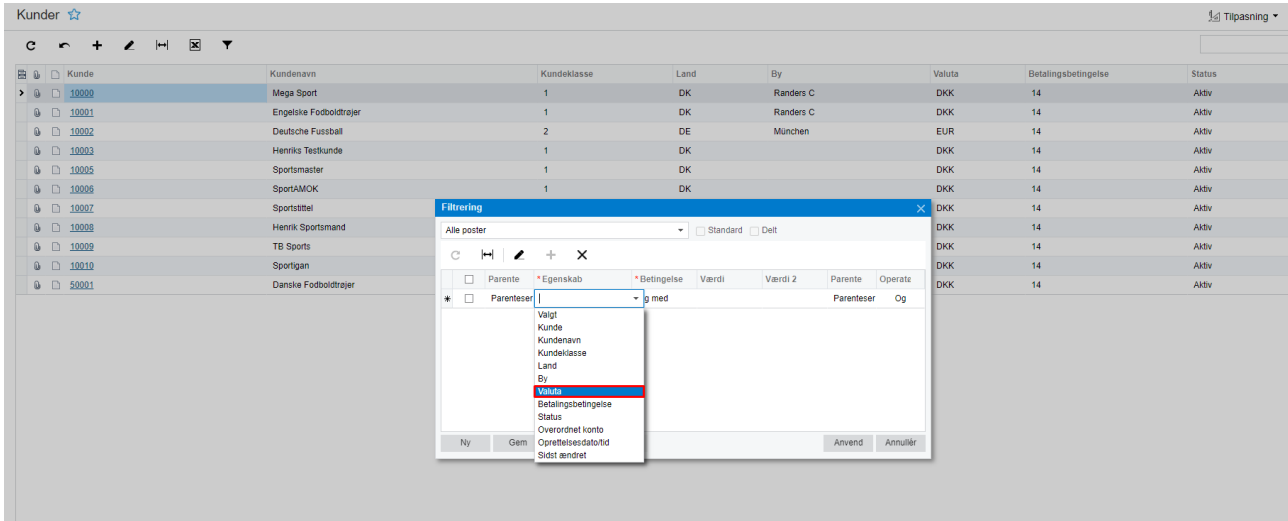 Kunder
Tilpasning
Kunde Kundenavn Kundeklasse Land By Valuta Betalingsbetingelse Status
10000 Mega Sport 1 DK Randers C DKK 14 Aktiv
10001 Engelske Fodboldtrøjer 1 DK Randers C DKK 14 Aktiv
10002 Deutsche Fussball 2 DE München EUR 14 Aktiv
10003 Henriks Testkunde 1 DK DKK 14 Aktiv
10005 Sportsmaster 1 DK DKK 14 Aktiv
10006 SportAMOK 1 DK DKK 14 Aktiv
10007 Sportstittel DKK 14 Aktiv
10008 Henrik Sportsmand DKK 14 Aktiv
10009 TB Sports DKK 14 Aktiv
10010 Sportigan DKK 14 Aktiv
50001 Danske Fodboldtrøjer DKK 14 Aktiv
Filtrering
Alle poster Standard Delt
Parente * Egenskab * Betingelse Værdi Værdi 2 Parente Operatø
Parenteser g med Parenteser Og
Valgt
Kunde
Kundenavn
Kundeklasse
Land
By
Valuta
Betalingsbetingelse
Status
Overordnet konto
Oprettelsesdato/tid
Sidst ændret
Ny Gem Anvend Annullér